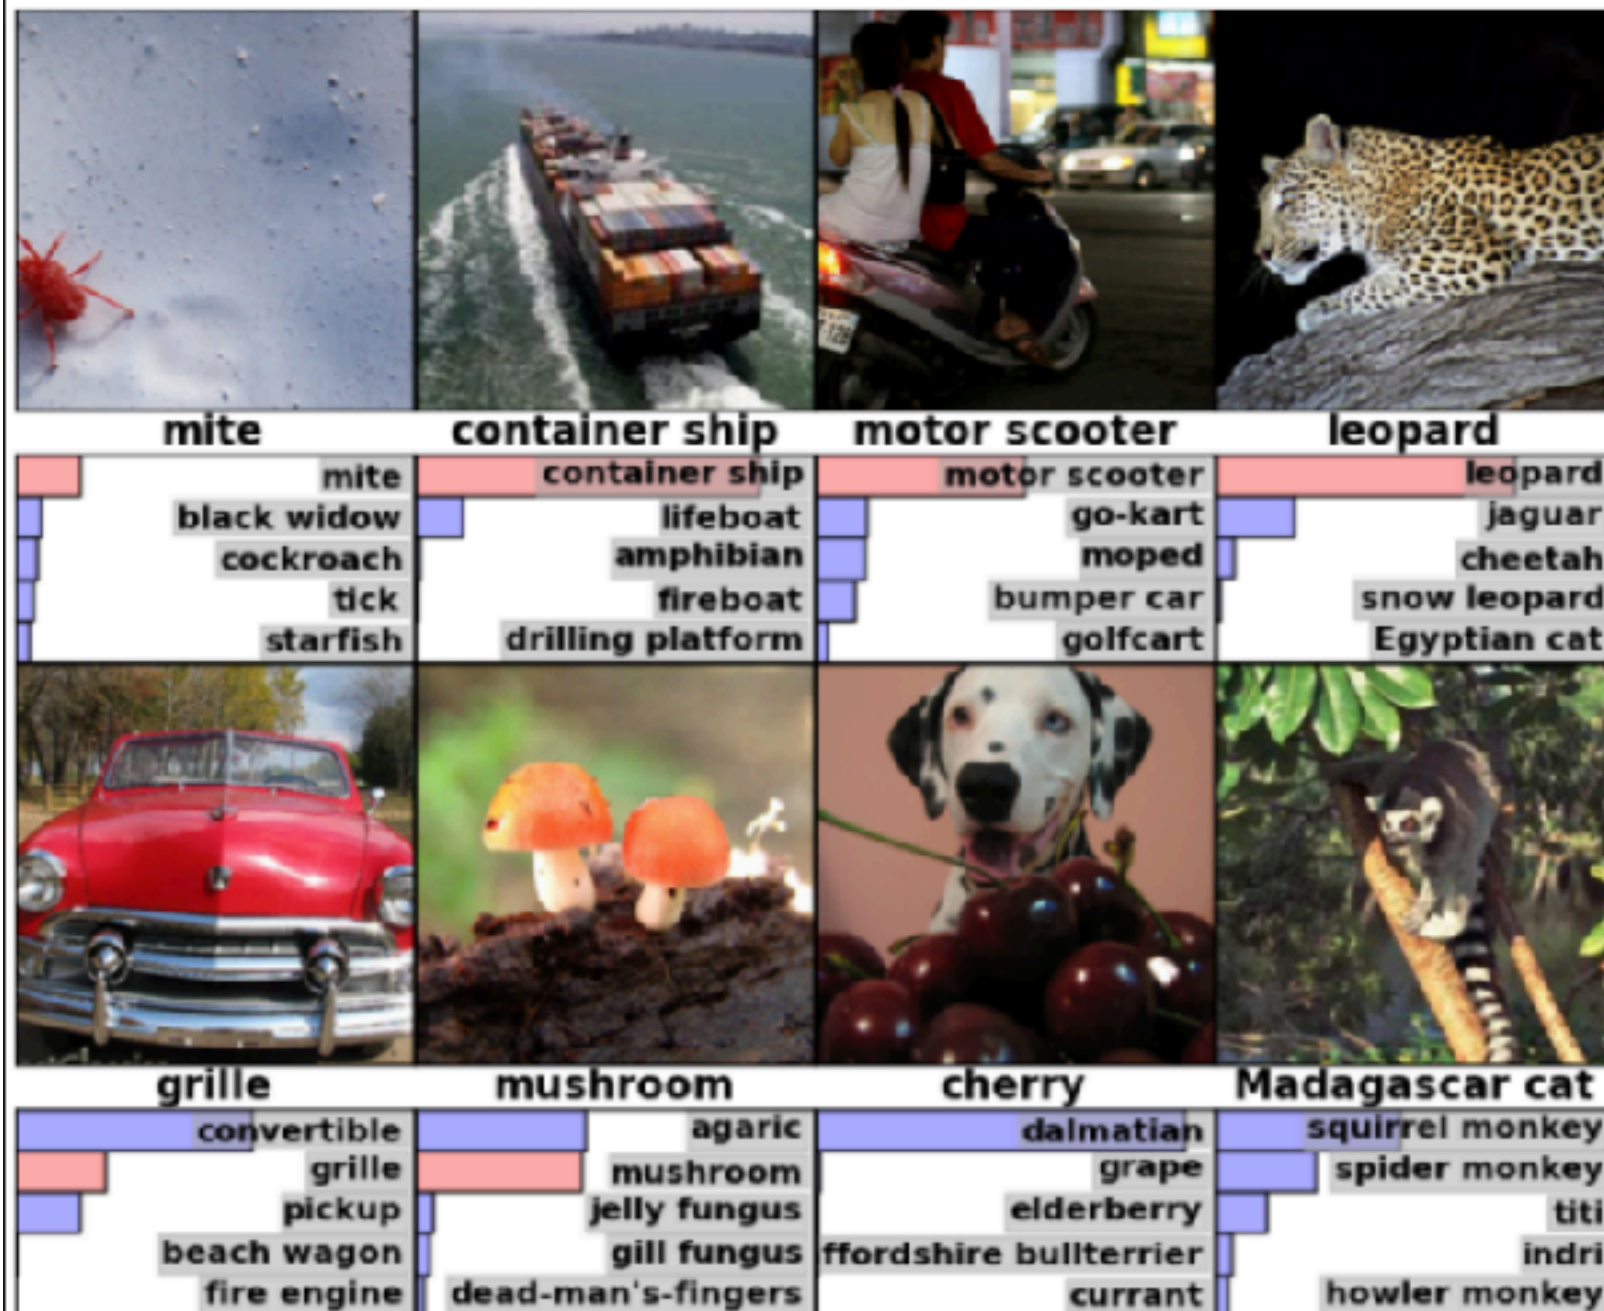 mite
container ship
motor scooter
leopard
mite
black widow
cockroach
tick
starfish
container ship
lifeboat
amphibian
fireboat
drilling platform
motor scooter
go-kart
moped
bumper car
golfcart
leopard
jaguar
cheetah
snow leopard
Egyptian cat
grille
mushroom
cherry
Madagascar cat
convertible
grille
pickup
beach wagon
fire engine
agaric
mushroom
jelly fungus
gill fungus
dead-man's-fingers
dalmatian
grape
elderberry
ffordshire bullterrier
currant
squirrel monkey
spider monkey
titi
indri
howler monkey